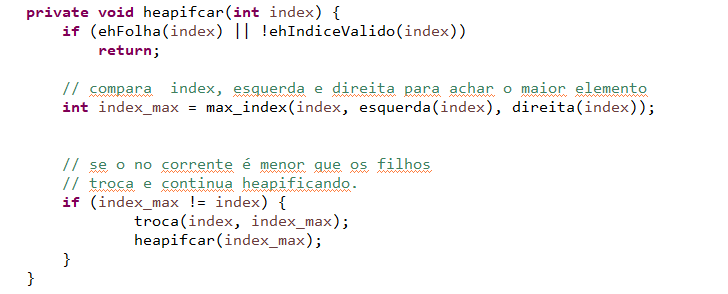 private void heapifcar(int index) {
if (ehFolha(index) || !ehIndiceValido(index))
return;
// compara  index, esquerda e direita para achar o maior elemento
int index_max = max_index(index, esquerda(index), direita(index));
// se o no corrente é menor que os filhos
// troca e continua heapificando.
if (index_max != index) {
troca(index, index_max);
heapifcar(index_max);
}
}